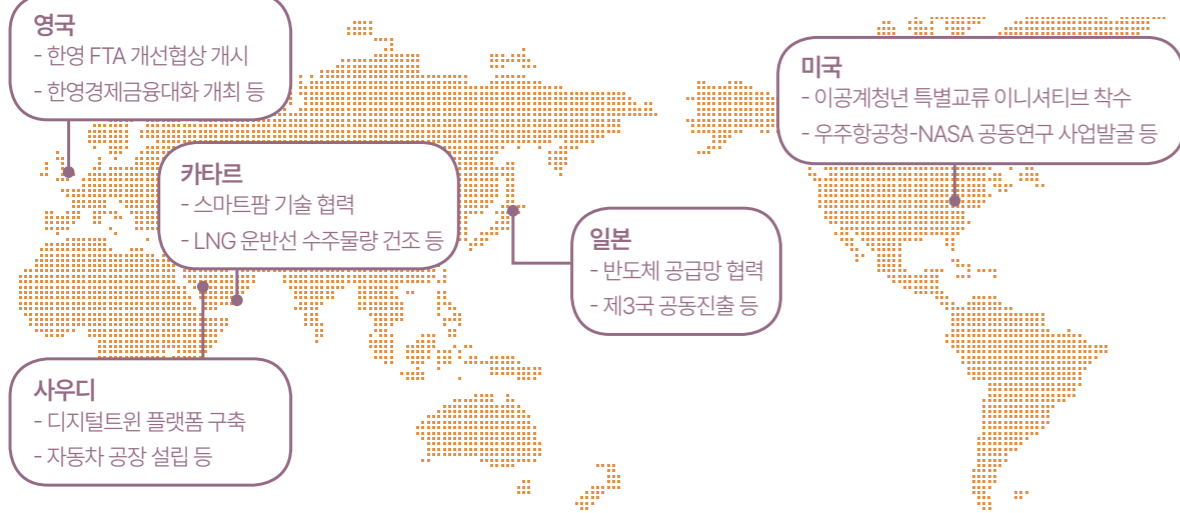 영국
- 한영 FTA 개선협상 개시
- 한영경제금융대화 개최 등
미국
- 이공계청년 특별교류 이니셔티브 착수
- 우주항공청-NASA 공동연구 사업발굴 등
카타르
- 스마트팜 기술 협력
- LNG 운반선 수주물량 건조 등
일본
- 반도체 공급망 협력
- 제3국 공동진출 등
사우디
- 디지털트윈 플랫폼 구축
- 자동차 공장 설립 등